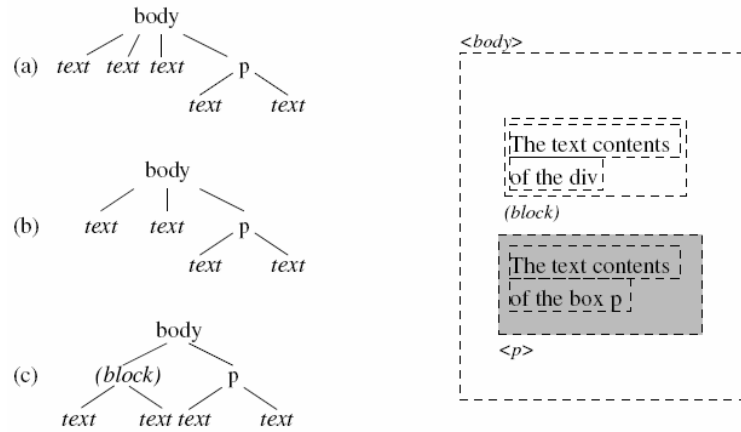 body
(a) text text text p
text text
body
(b) text text p
text text
body
(c) (block) p
text text text text
<body>
The text contents
of the div
(block)
The text contents
of the box p
<p>